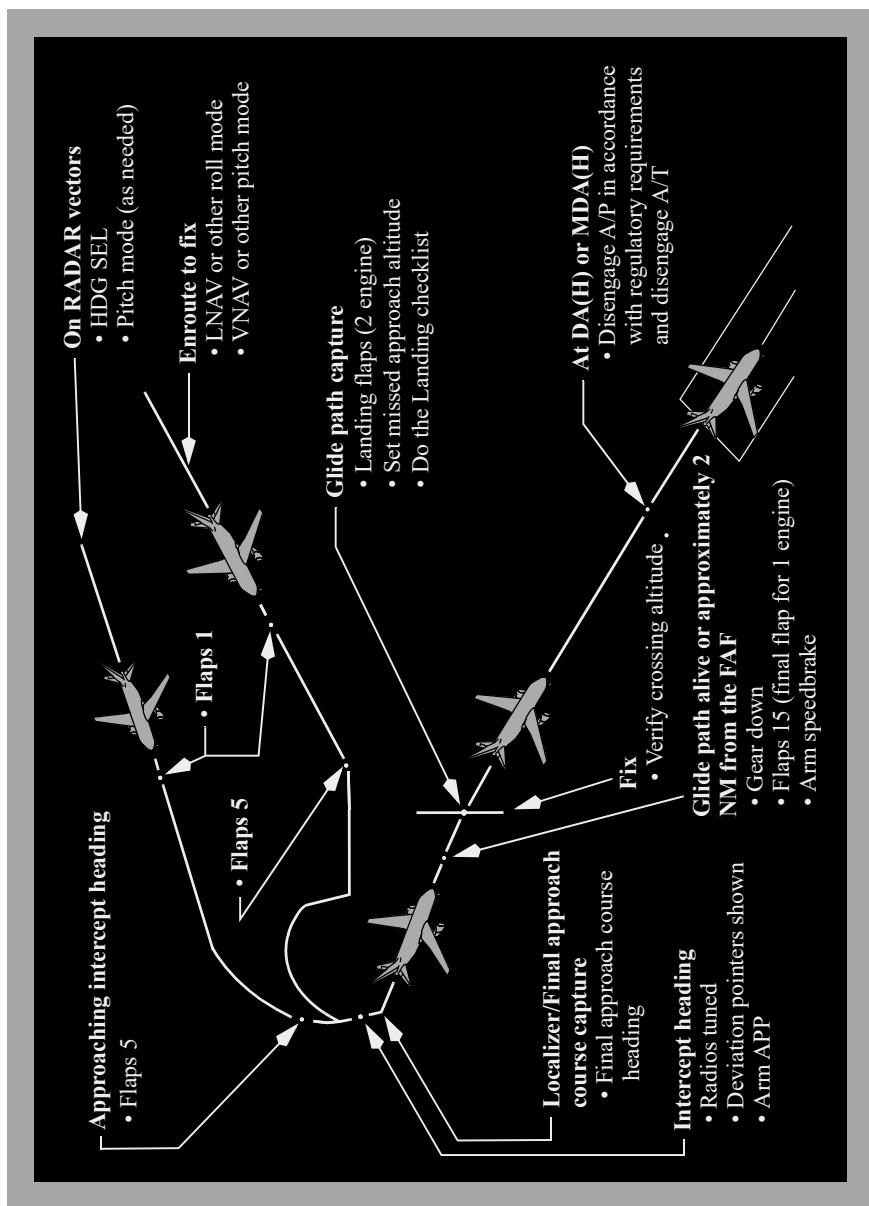 On RADAR vectors
• HDG SEL
• Pitch mode (as needed)
Enroute to fix
• LNAV or other roll mode
• VNAV or other pitch mode
Approaching intercept heading
• Flaps 5
• Flaps 1
• Flaps 5
Glide path capture
• Landing flaps (2 engine)
• Set missed approach altitude
• Do the Landing checklist
Localizer/Final approach
course capture
• Final approach course
heading
Intercept heading
• Radios tuned
• Deviation pointers shown
• Arm APP
Fix
• Verify crossing altitude .
Glide path alive or approximately 2
NM from the FAF
• Gear down
• Flaps 15 (final flap for 1 engine)
• Arm speedbrake
At DA(H) or MDA(H)
• Disengage A/P in accordance
with regulatory requirements
and disengage A/T